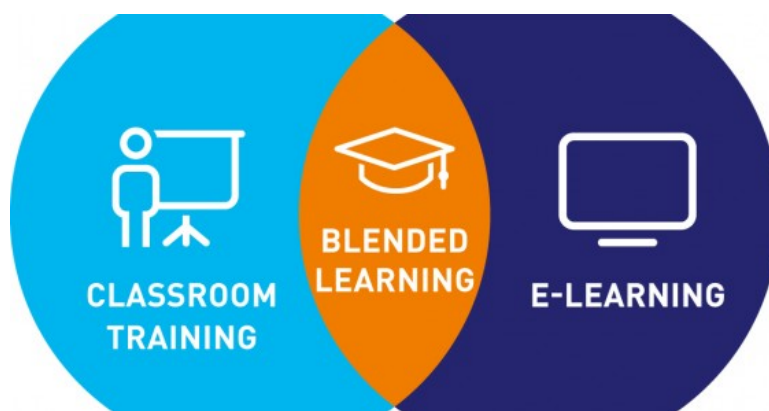 CLASSROOM
TRAINING
BLENDED
LEARNING
E-LEARNING